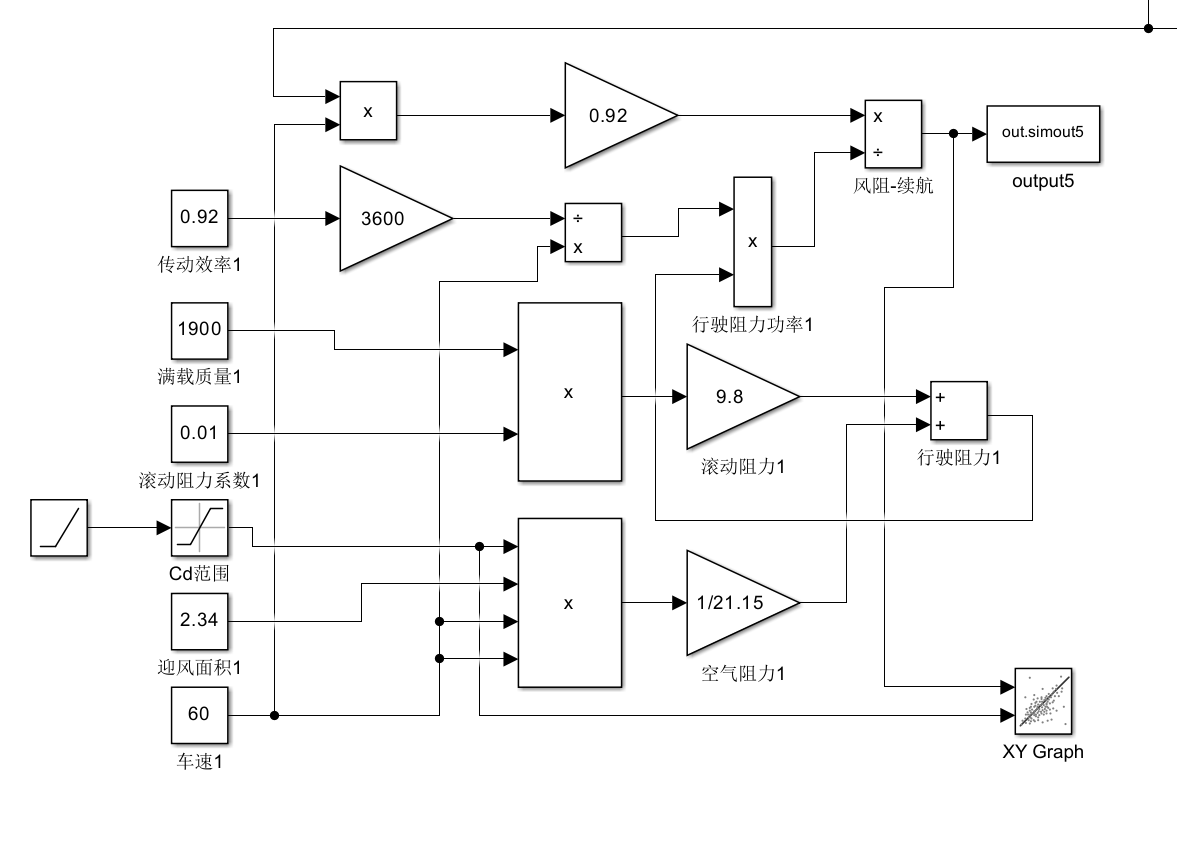 x
0.92
x
÷
风阻-续航
out.simout5
output5
0.92
传动效率1
3600
÷
x
x
行驶阻力功率1
1900
满载质量1
x
9.8
滚动阻力1
+
+
行驶阻力1
0.01
滚动阻力系数1
Cd范围
2.34
迎风面积1
x
1/21.15
空气阻力1
60
车速1
XY Graph